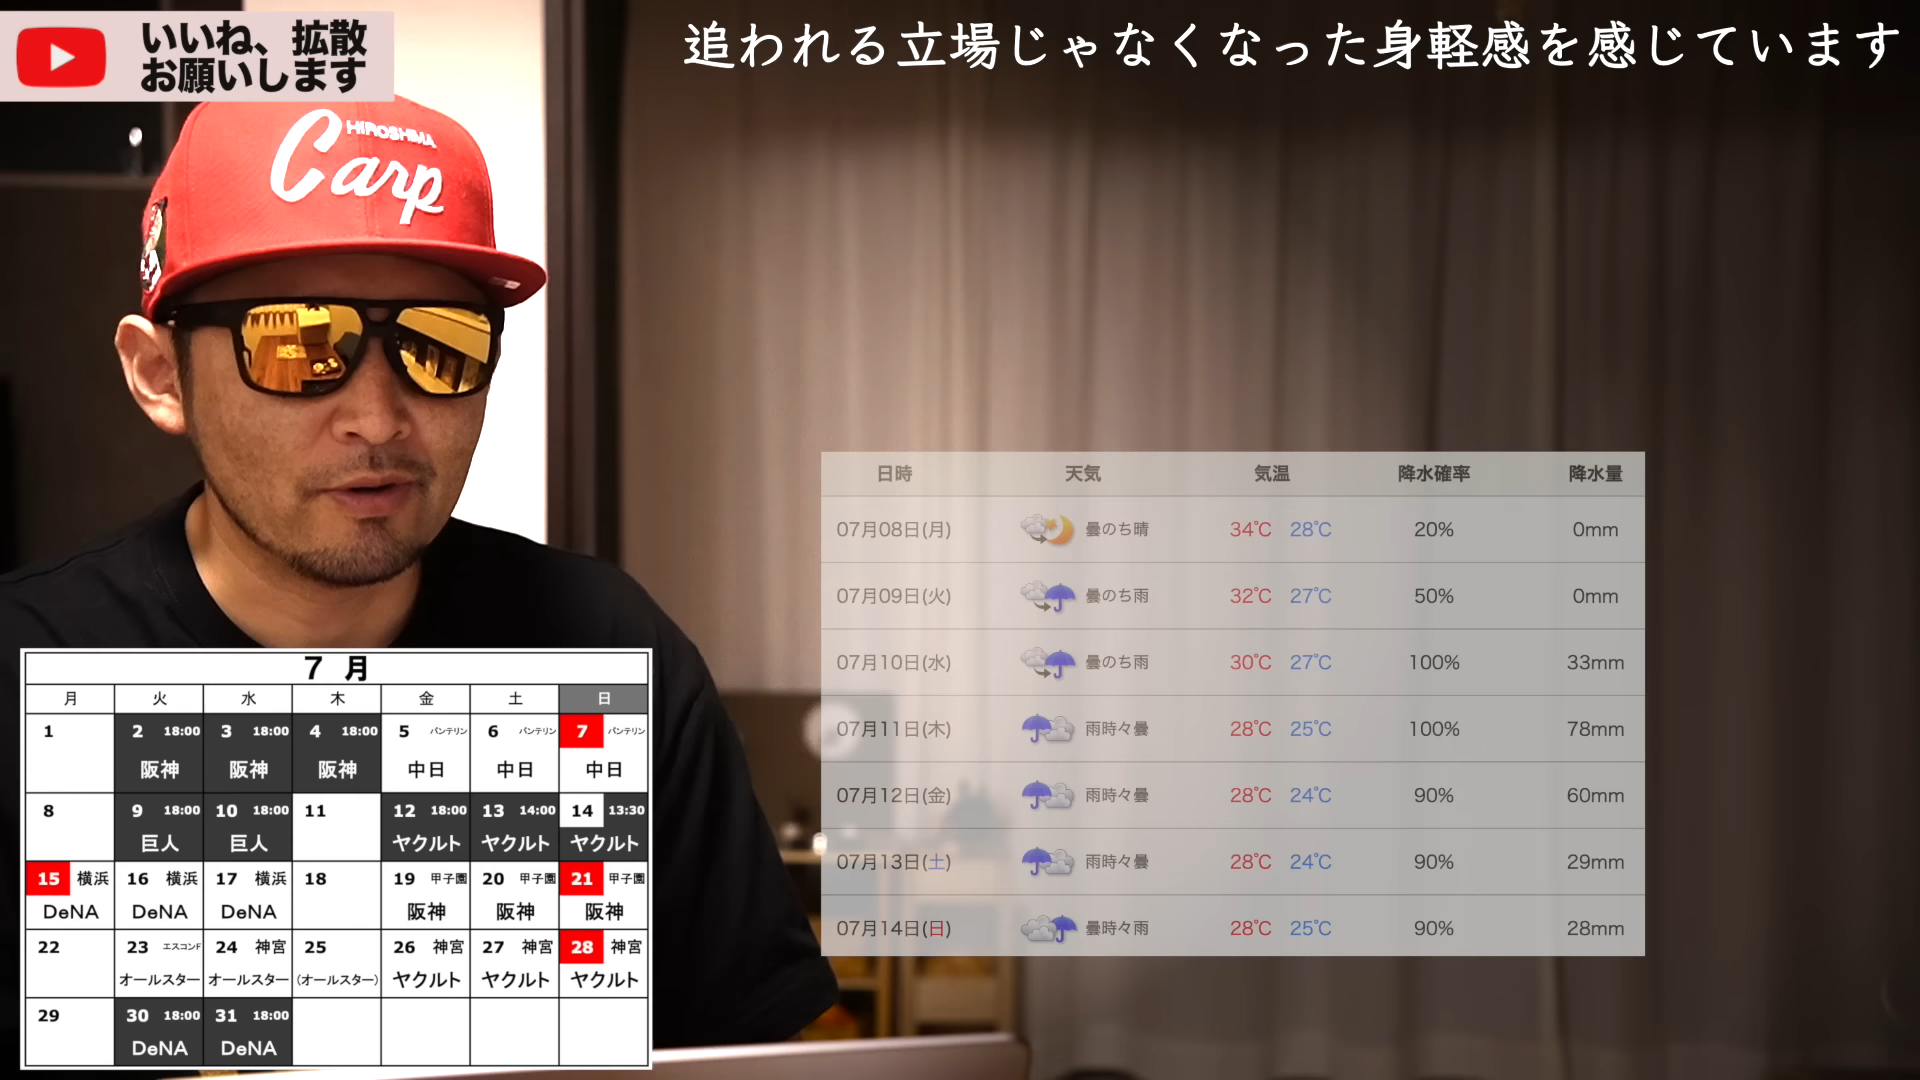 いいね、拡散
お願いします
追われる立場じゃなくなった身軽感を感じています
HIROSHIMA
Carp
日時 天気 気温 降水確率 降水量
07月08日(月) 曇のち晴 34℃ 28℃ 20% 0mm
07月09日(火) 曇のち雨 32℃ 27℃ 50% 0mm
07月10日(水) 曇のち雨 30℃ 27℃ 100% 33mm
07月11日(木) 雨時々曇 28℃ 25℃ 100% 78mm
07月12日(金) 雨時々曇 28℃ 24℃ 90% 60mm
07月13日(土) 雨時々曇 28℃ 24℃ 90% 29mm
07月14日(日) 曇時々雨 28℃ 25℃ 90% 28mm
7 月
月 火 水 木 金 土 日
1 2 18:00 3 18:00 4 18:00 5 バンテリン 6 バンテリン 7 バンテリン
阪神 阪神 阪神 中日 中日 中日
8 9 18:00 10 18:00 11 12 18:00 13 14:00 14 13:30
巨人 巨人 ヤクルト ヤクルト ヤクルト
15 横浜 16 横浜 17 横浜 18 19 甲子園 20 甲子園 21 甲子園
DeNA DeNA DeNA 阪神 阪神 阪神
22 23 エスコンF 24 神宮 25 26 神宮 27 神宮 28 神宮
オールスター オールスター (オールスター) ヤクルト ヤクルト ヤクルト
29 30 18:00 31 18:00
DeNA DeNA